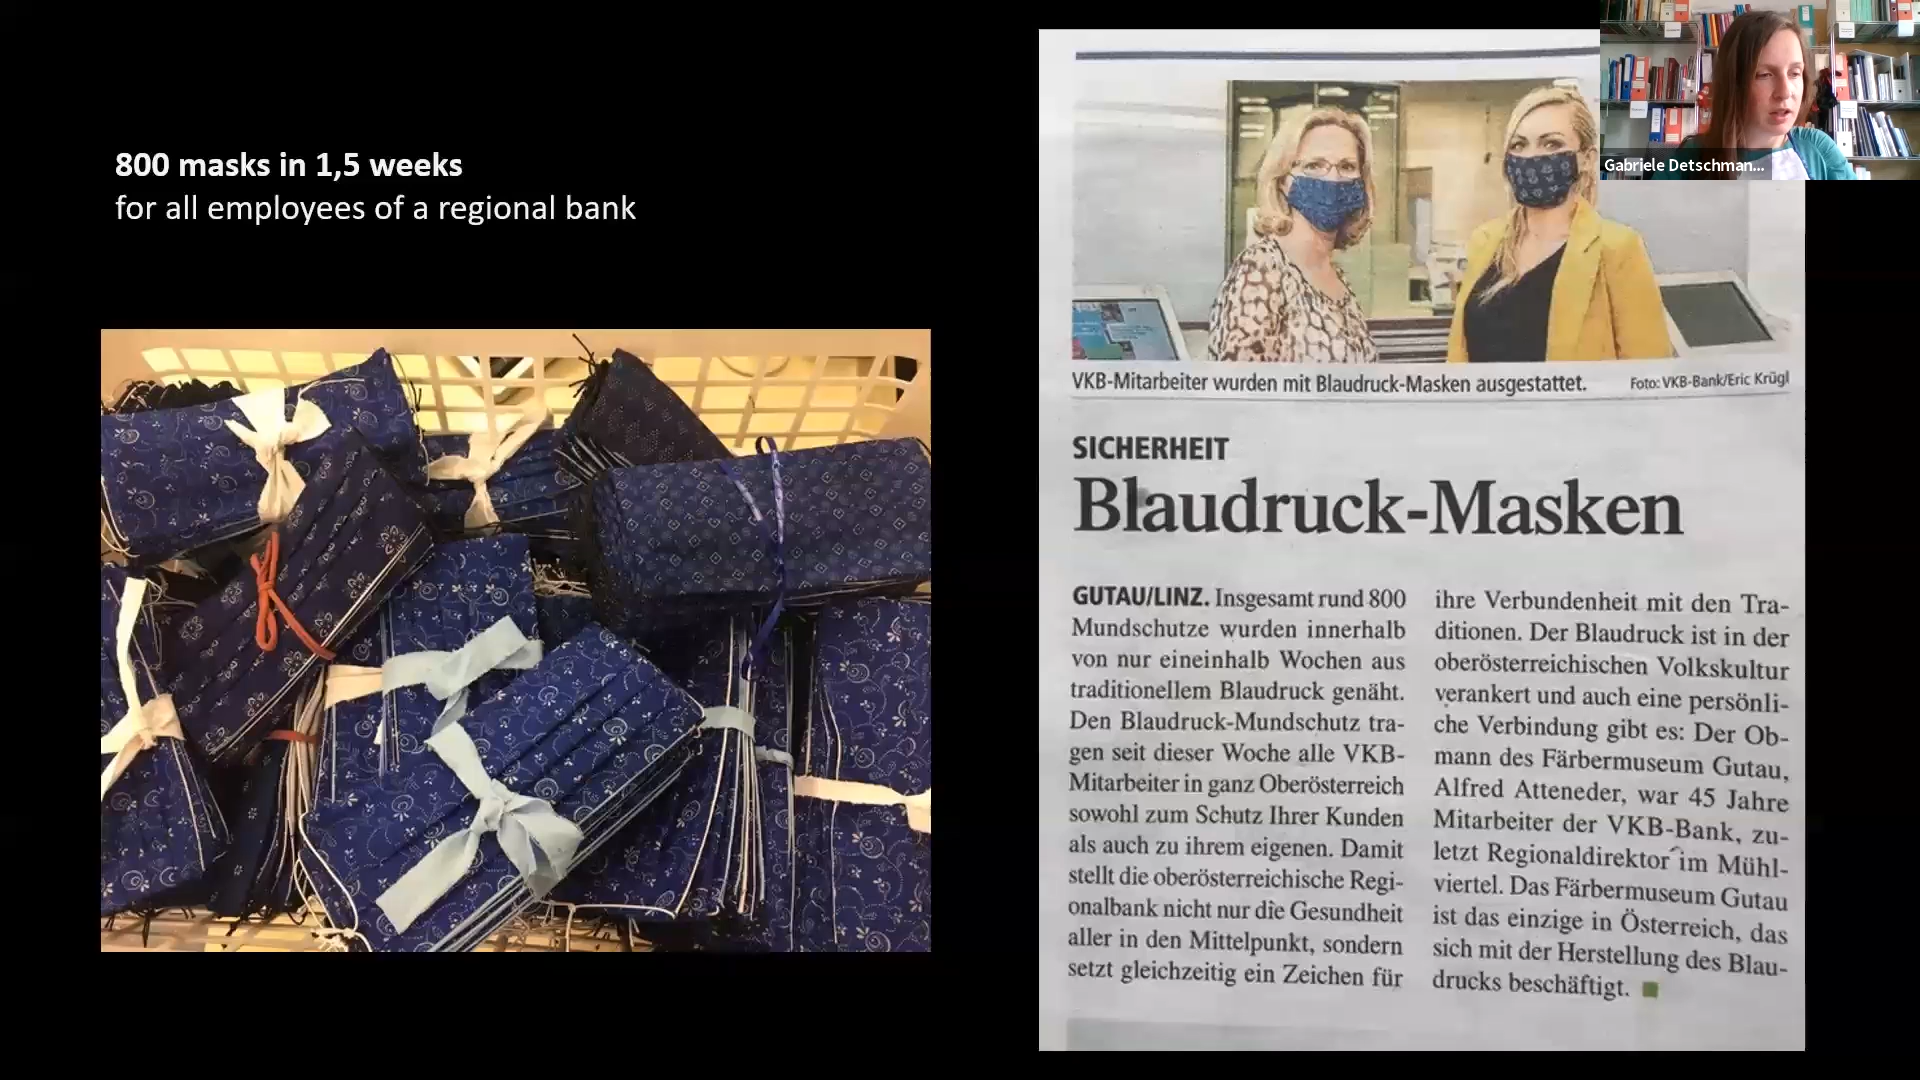 800 masks in 1,5 weeks
for all employees of a regional bank
Gabriele Detschman...
VKB-Mitarbeiter wurden mit Blaudruck-Masken ausgestattet.
Foto: VKB-Bank/Eric Krügl
SICHERHEIT
Blaudruck-Masken
GUTAU/LINZ. Insgesamt rund 800
Mundschutze wurden innerhalb
von nur eineinhalb Wochen aus
traditionellem Blaudruck genäht.
Den Blaudruck-Mundschutz tra-
gen seit dieser Woche alle VKB-
Mitarbeiter in ganz Oberösterreich
sowohl zum Schutz Ihrer Kunden
als auch zu ihrem eigenen. Damit
stellt die oberösterreichische Regi-
onalbank nicht nur die Gesundheit
aller in den Mittelpunkt, sondern
setzt gleichzeitig ein Zeichen für
ihre Verbundenheit mit den Tra-
ditionen. Der Blaudruck ist in der
oberösterreichischen Volkskultur
verankert und auch eine persönli-
che Verbindung gibt es: Der Ob-
mann des Färbermuseum Gutau,
Alfred Atteneder, war 45 Jahre
Mitarbeiter der VKB-Bank, zu-
letzt Regionaldirektor im Mühl-
viertel. Das Färbermuseum Gutau
ist das einzige in Österreich, das
sich mit der Herstellung des Blau-
drucks beschäftigt.